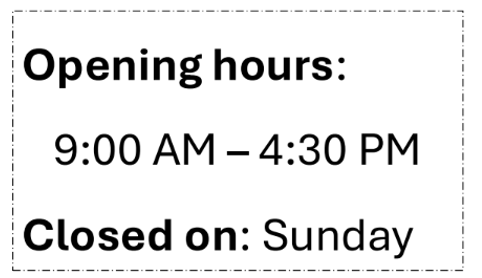 Opening hours:
9:00 AM – 4:30 PM
Closed on: Sunday